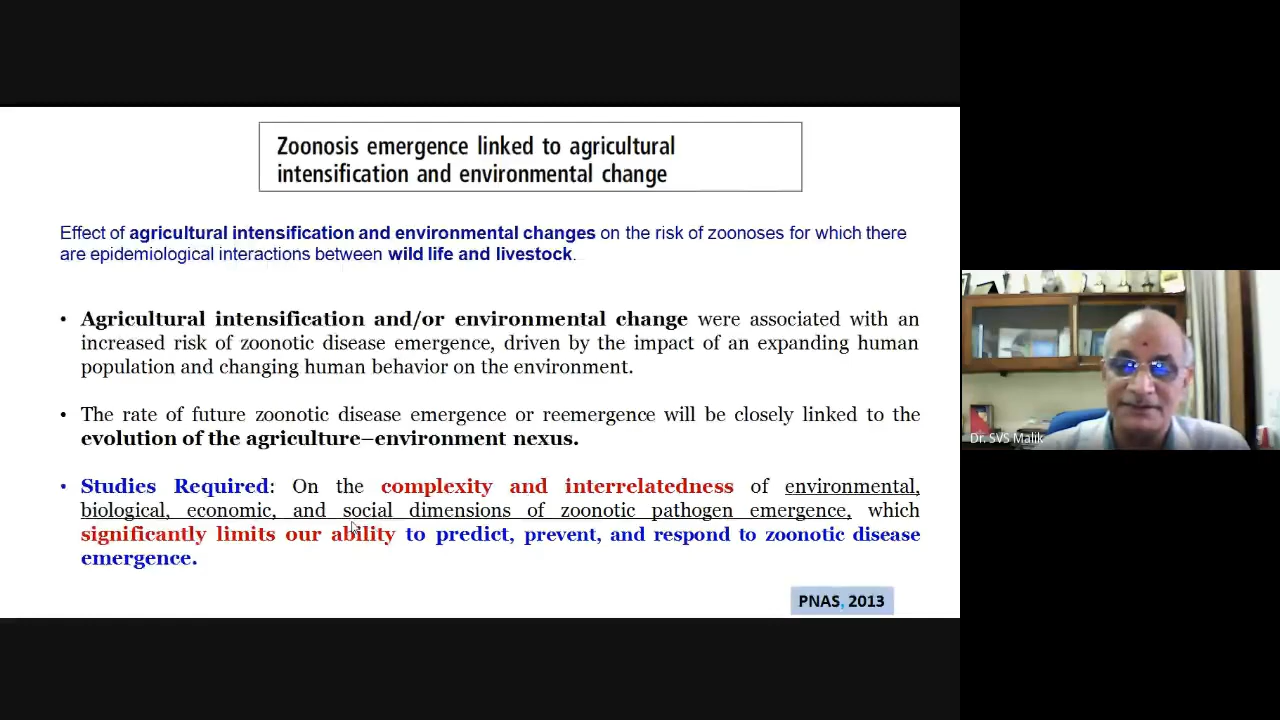 Zoonosis emergence linked to agricultural
intensification and environmental change
Effect of agricultural intensification and environmental changes on the risk of zoonoses for which there
are epidemiological interactions between wild life and livestock.
• Agricultural intensification and/or environmental change were associated with an
increased risk of zoonotic disease emergence, driven by the impact of an expanding human
population and changing human behavior on the environment.
• The rate of future zoonotic disease emergence or reemergence will be closely linked to the
evolution of the agriculture–environment nexus.
• Studies Required: On the complexity and interrelatedness of environmental,
biological, economic, and social dimensions of zoonotic pathogen emergence, which
significantly limits our ability to predict, prevent, and respond to zoonotic disease
emergence.
PNAS, 2013
Dr. SVS Malik